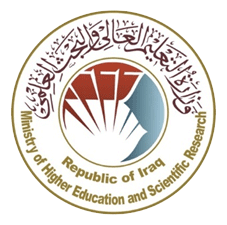 وزارة التعليم العالي والبحث العلمي
Republic of Iraq
Ministry of Higher Education and Scientific Research